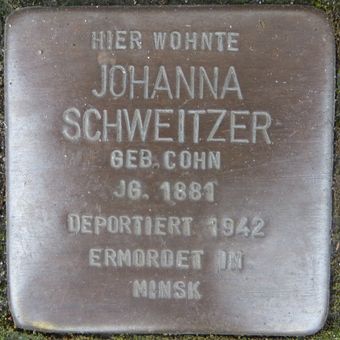 HIER WOHNTE
JOHANNA
SCHWEITZER
GEB. COHN
JG. 1881
DEPORTIERT 1942
ERMORDET IN
MINSK